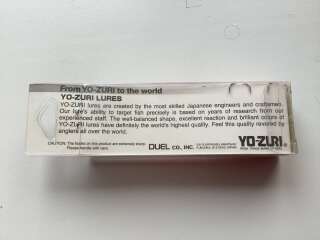 From YO-ZURI to the world
YO-ZURI LURES
YO-ZURI lures are created by the most skilled Japanese engineers and craftsmen.
Our lure's ability to target fish precisely is based on years of research from our
experienced staff. The well-balanced shape, excellent reaction and brilliant colors of
YO-ZURI lures have definitely the world's highest quality. Feel this quality revered by
anglers all over the world.
CAUTION: The hooks on this product are extremely sharp.
Please handle with care.
DUEL CO., INC.
YO-ZURI